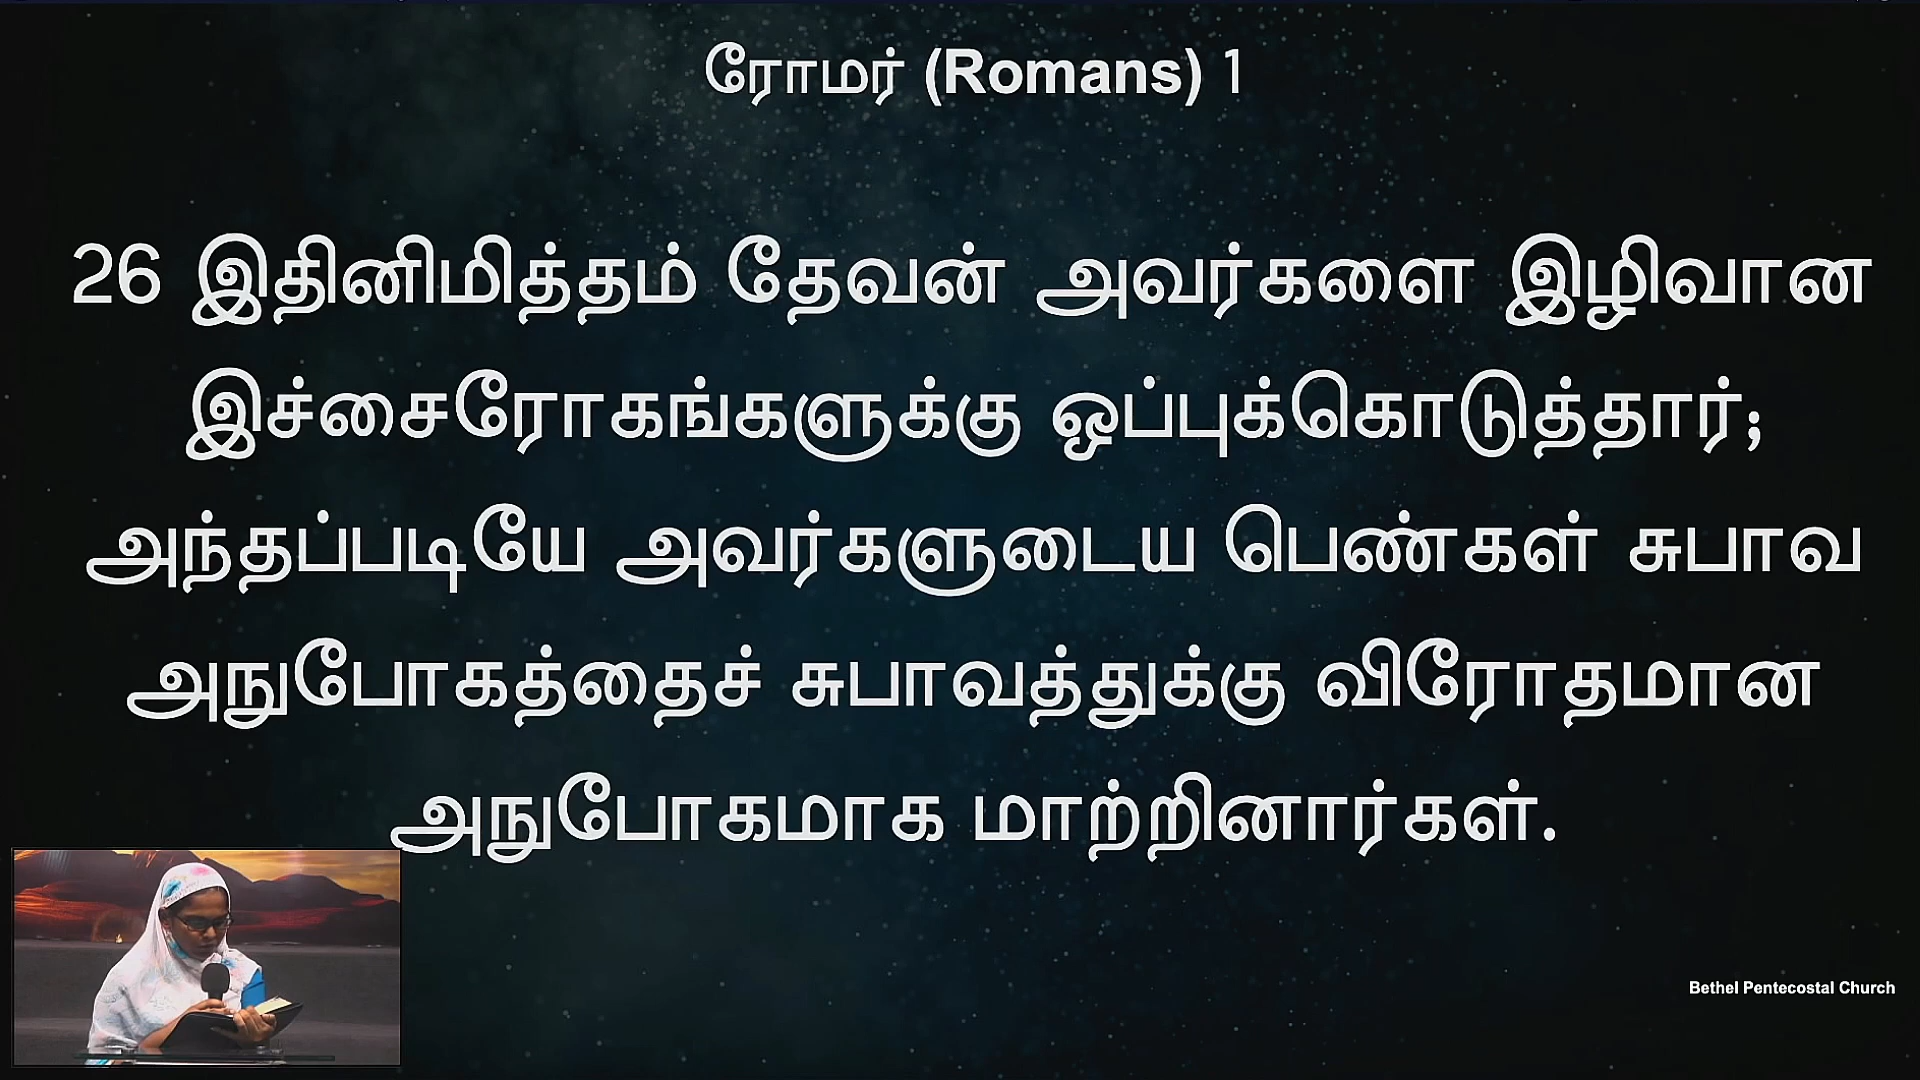 ரோமர் (Romans) 1
26 இதினிமித்தம் தேவன் அவர்களை இழிவான
இச்சைரோகங்களுக்கு ஒப்புக்கொடுத்தார்;
அந்தப்படியே அவர்களுடைய பெண்கள் சுபாவ
அநுபோகத்தைச் சுபாவத்துக்கு விரோதமான
அநுபோகமாக மாற்றினார்கள்.
Bethel Pentecostal Church